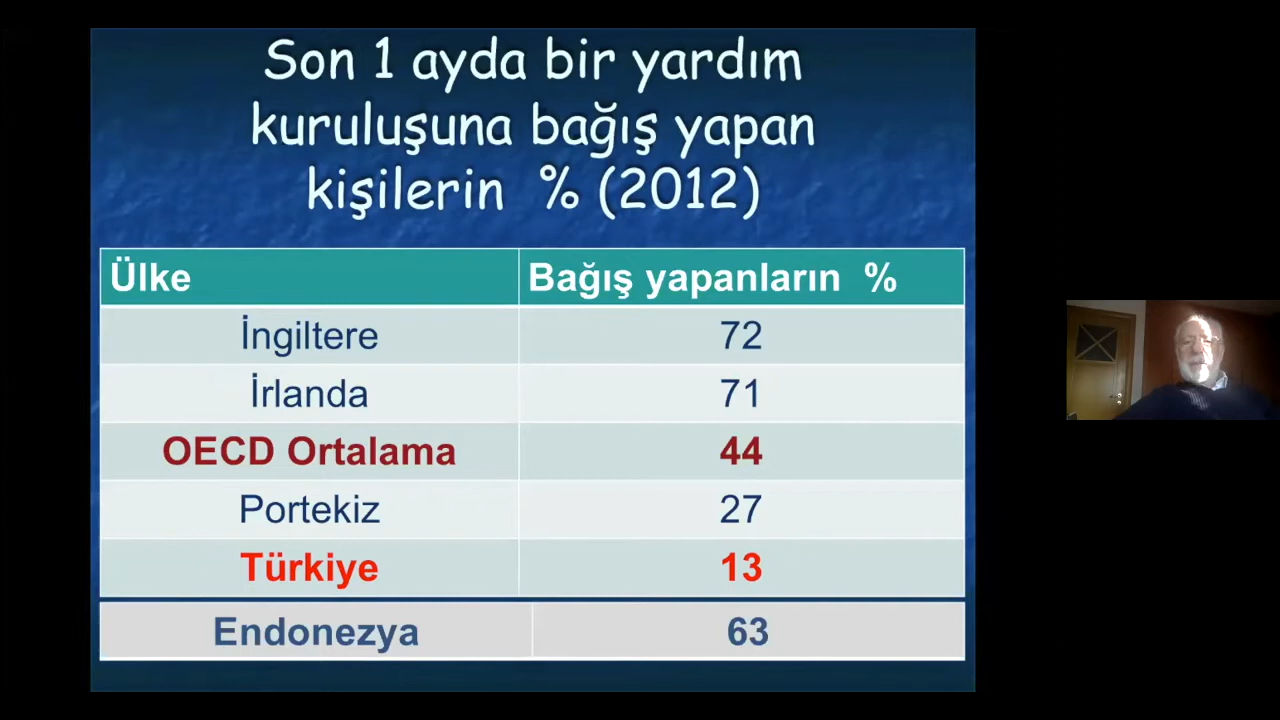 Son 1 ayda bir yardım
kuruluşuna bağış yapan
kişilerin % (2012)
Ülke Bağış yapanların %
İngiltere 72
İrlanda 71
OECD Ortalama 44
Portekiz 27
Türkiye 13
Endonezya 63